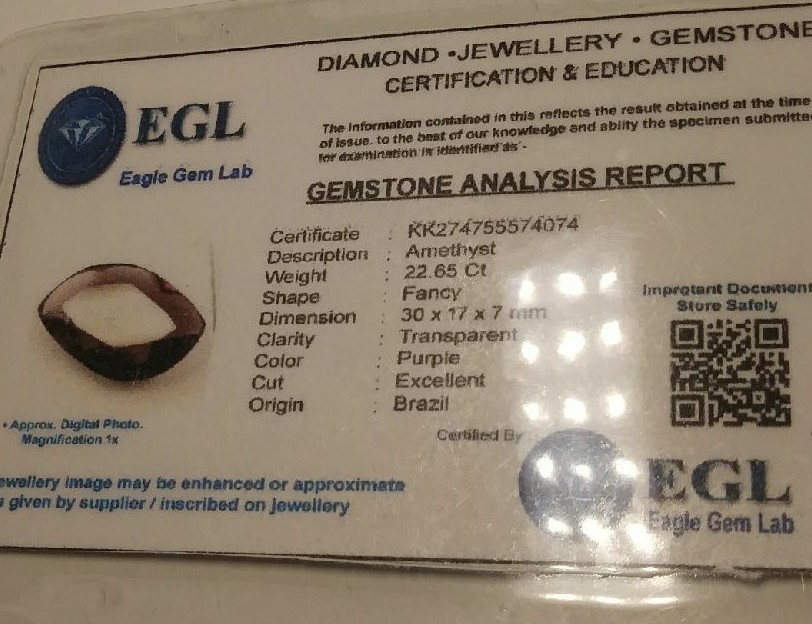 DIAMOND • JEWELLERY • GEMSTONE
CERTIFICATION & EDUCATION
EGL
Eagle Gem Lab
The Information contained in this reflects the result obtained at the time
of issue. to the best of our knowledge and abiity the specimen submitte
for examination is identified as -
GEMSTONE ANALYSIS REPORT
Certificate : KK274755574074
Description : Amethyst
Weight : 22.65 Ct
Shape : Fancy
Dimension : 30 x 17 x 7 mm
Clarity : Transparent
Color : Purple
Cut : Excellent
Origin : Brazil
Improtant Document
Store Safely
• Approx. Digital Photo.
Magnification 1x
Certified By
EGL
Eagle Gem Lab
ewellery image may be enhanced or approximate
s given by supplier / inscribed on jewellery